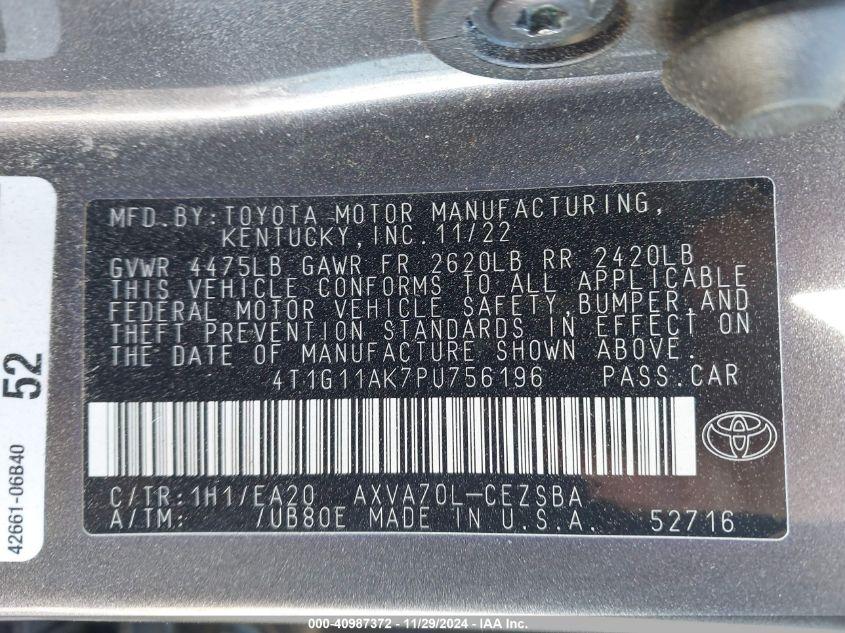 MFD.BY:TOYOTA MOTOR MANUFACTURING,
KENTUCKY,INC.11/22
GVWR 4475LB GAWR FR 2620LB RR 2420LB
THIS VEHICLE CONFORMS TO ALL APPLICABLE
FEDERAL MOTOR VEHICLE SAFETY,BUMPER,AND
THEFT PREVENTION STANDARDS IN EFFECT ON
THE DATE OF MANUFACTURE SHOWN ABOVE.
4T1G11AK7PU756196 PASS.CAR
C/TR:1H1/EA20 AXVA70L-CEZSBA
A/TM: /UB80E MADE IN U.S.A. 52716
52
42661-06B40
000-40987372 - 11/29/2024 - IAAI.COM